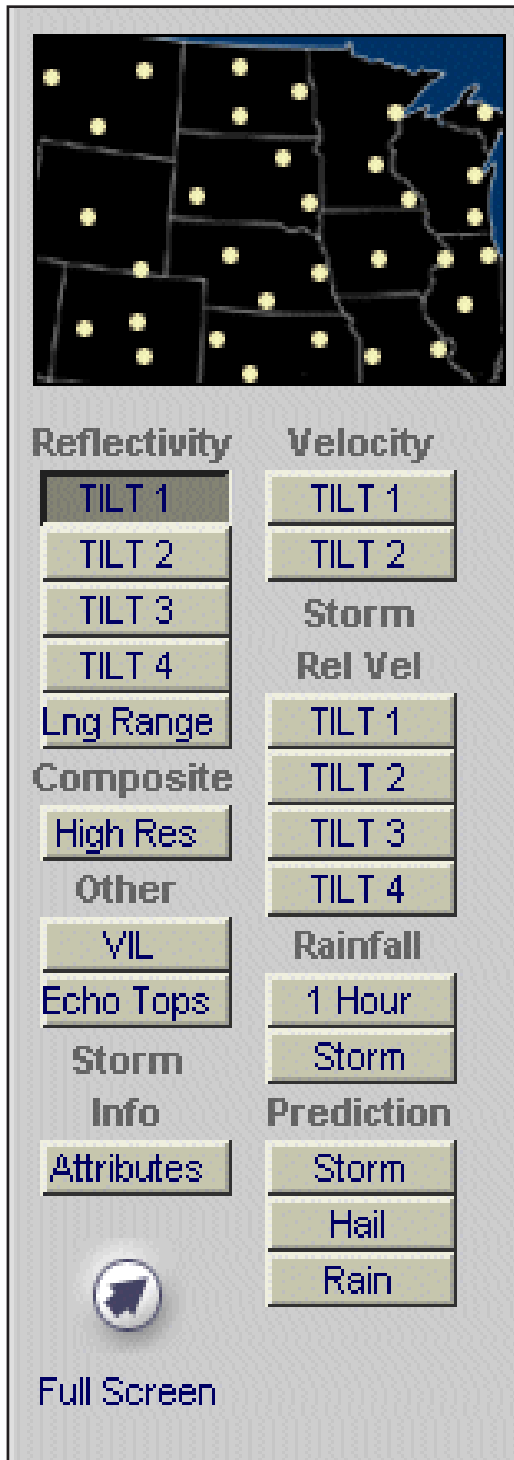 Reflectivity
TILT 1
TILT 2
TILT 3
TILT 4
Lng Range
Composite
High Res
Other
VIL
Echo Tops
Storm
Info
Attributes
Full Screen
Velocity
TILT 1
TILT 2
Storm
Rel Vel
TILT 1
TILT 2
TILT 3
TILT 4
Rainfall
1 Hour
Storm
Prediction
Storm
Hail
Rain